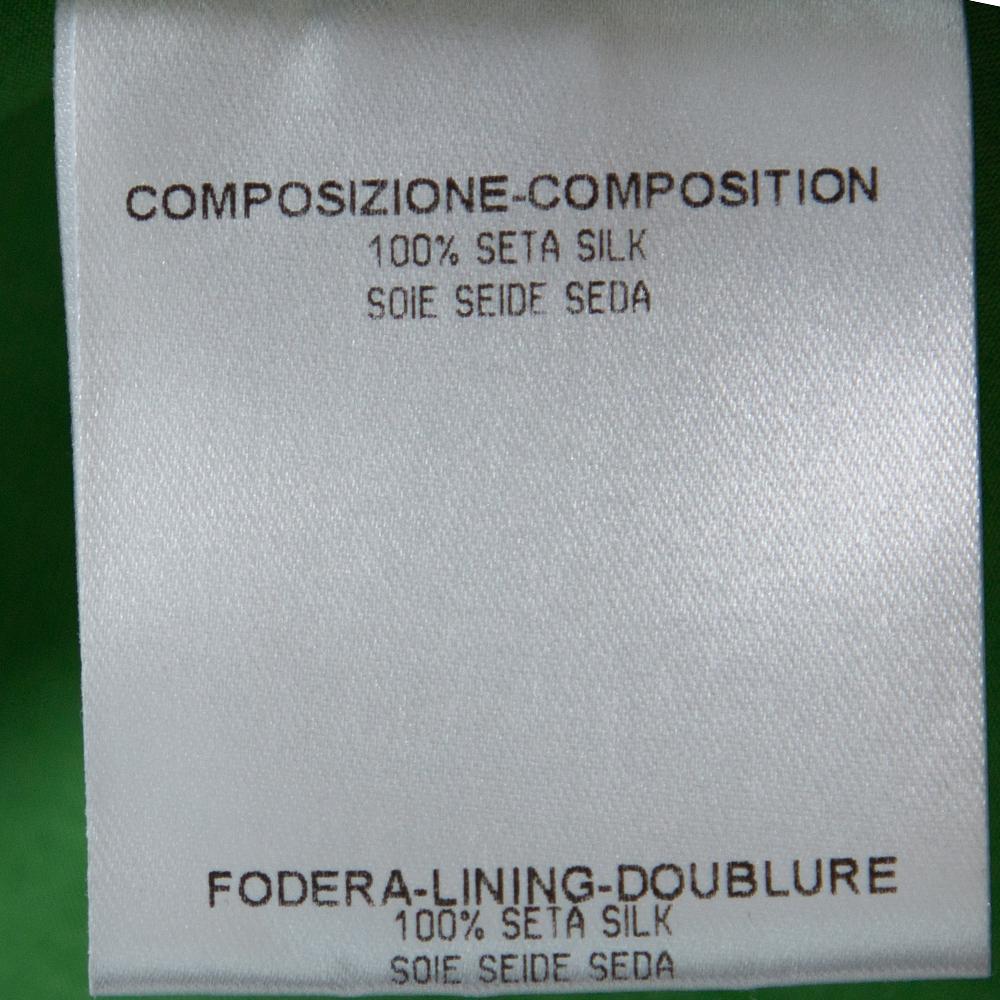 COMPOSIZIONE-COMPOSITION
100% SETA SILK
SOIE SEIDE SEDA
FODERA-LINING-DOUBLURE
100% SETA SILK
SOIE SEIDE SEDA